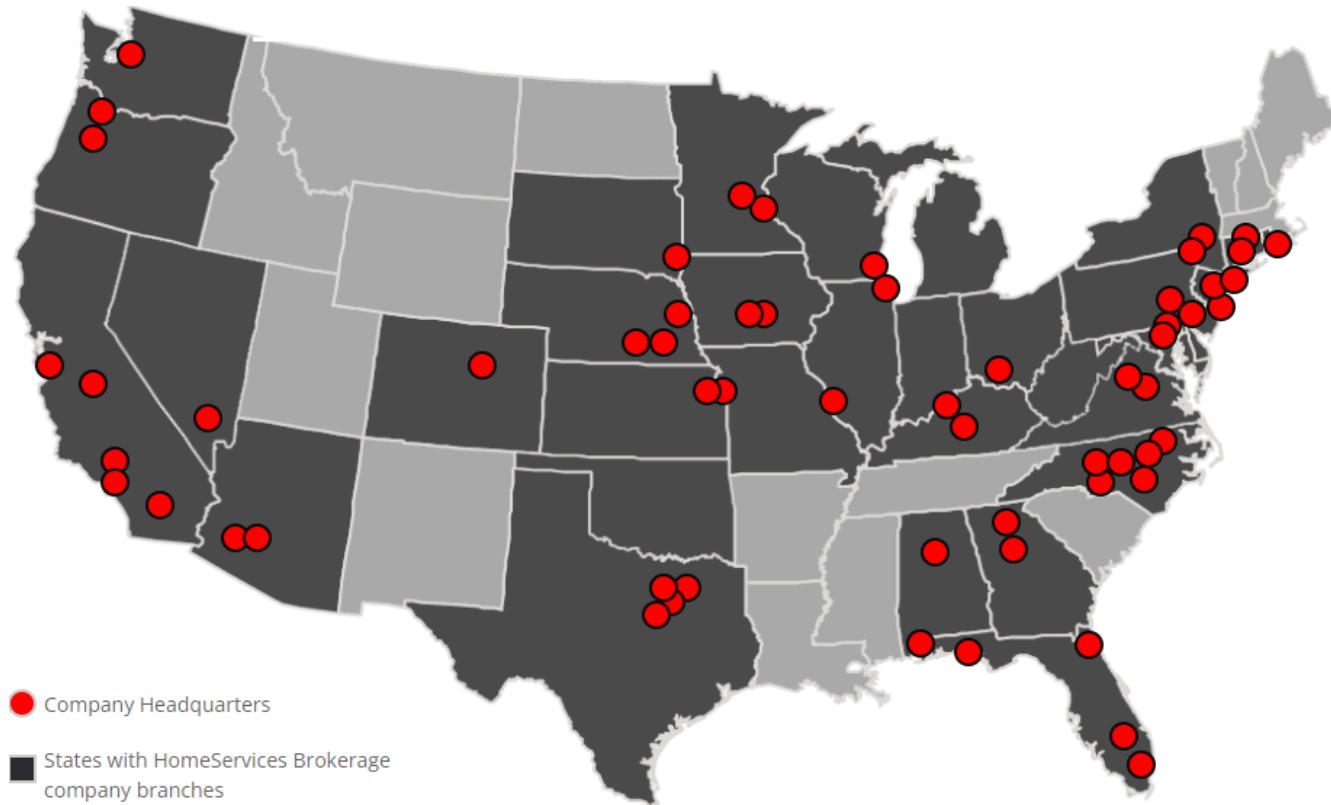 Company Headquarters
States with HomeServices Brokerage
company branches